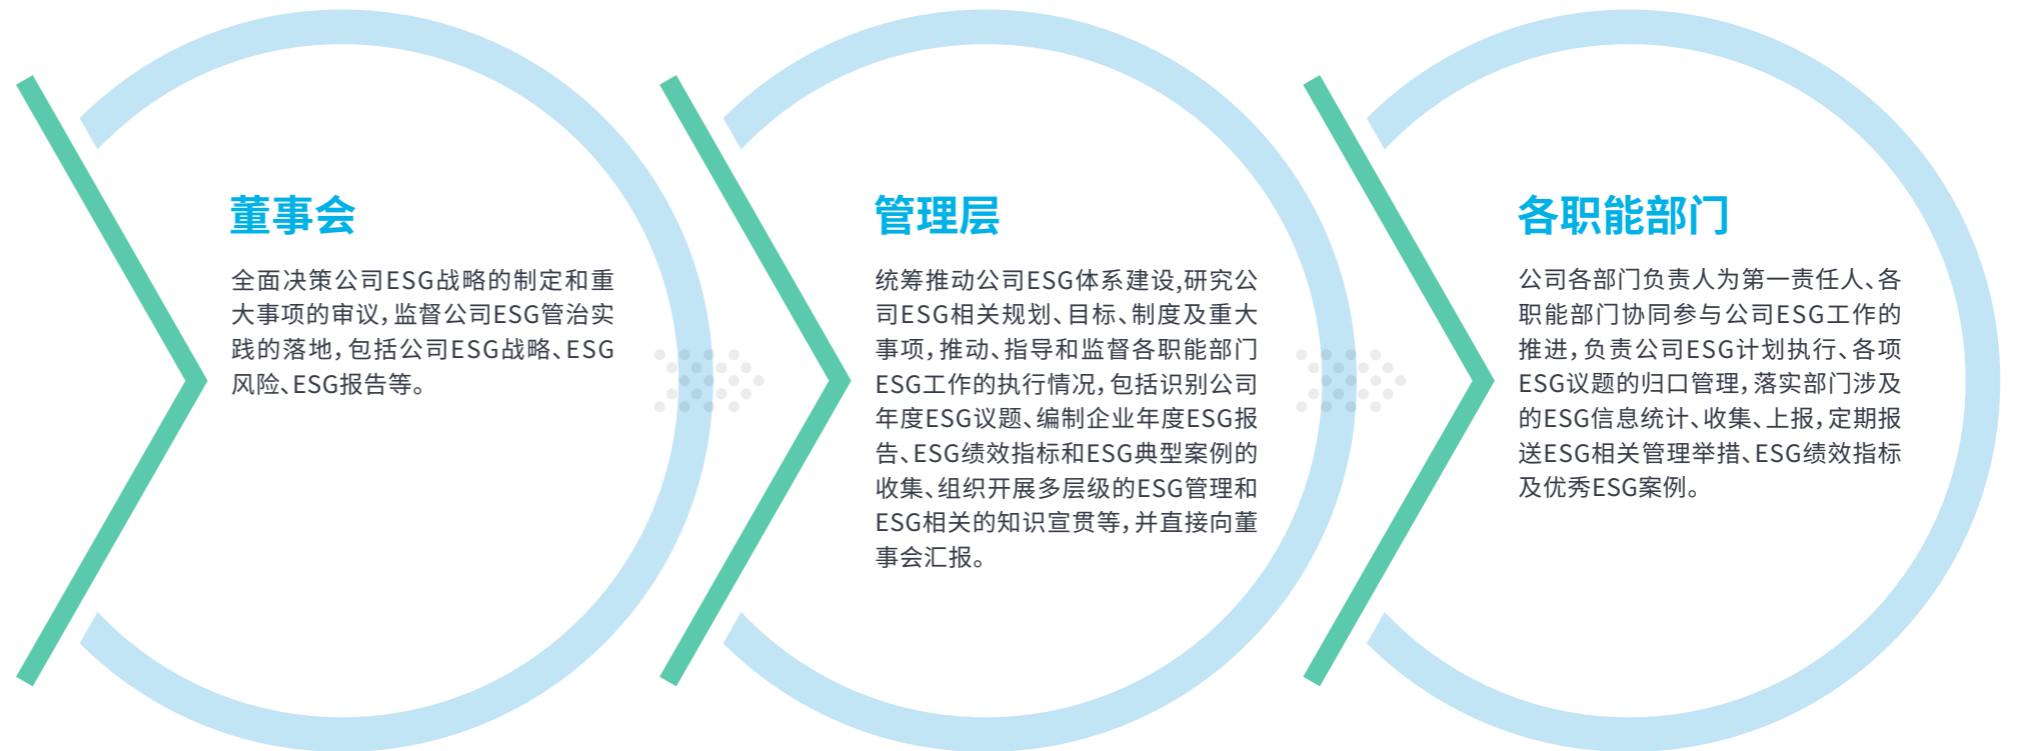 董事会
全面决策公司ESG战略的制定和重
大事项的审议,监督公司ESG管治实
践的落地,包括公司ESG战略、ESG
风险、ESG报告等。
管理层
统筹推动公司ESG体系建设,研究公
司ESG相关规划、目标、制度及重大
事项,推动、指导和监督各职能部门
ESG工作的执行情况,包括识别公司
年度ESG议题、编制企业年度ESG报
告、ESG绩效指标和ESG典型案例的
收集、组织开展多层级的ESG管理和
ESG相关的知识宣贯等,并直接向董
事会汇报。
各职能部门
公司各部门负责人为第一责任人、各
职能部门协同参与公司ESG工作的
推进,负责公司ESG计划执行、各项
ESG议题的归口管理,落实部门涉及
的ESG信息统计、收集、上报,定期报
送ESG相关管理举措、ESG绩效指标
及优秀ESG案例。